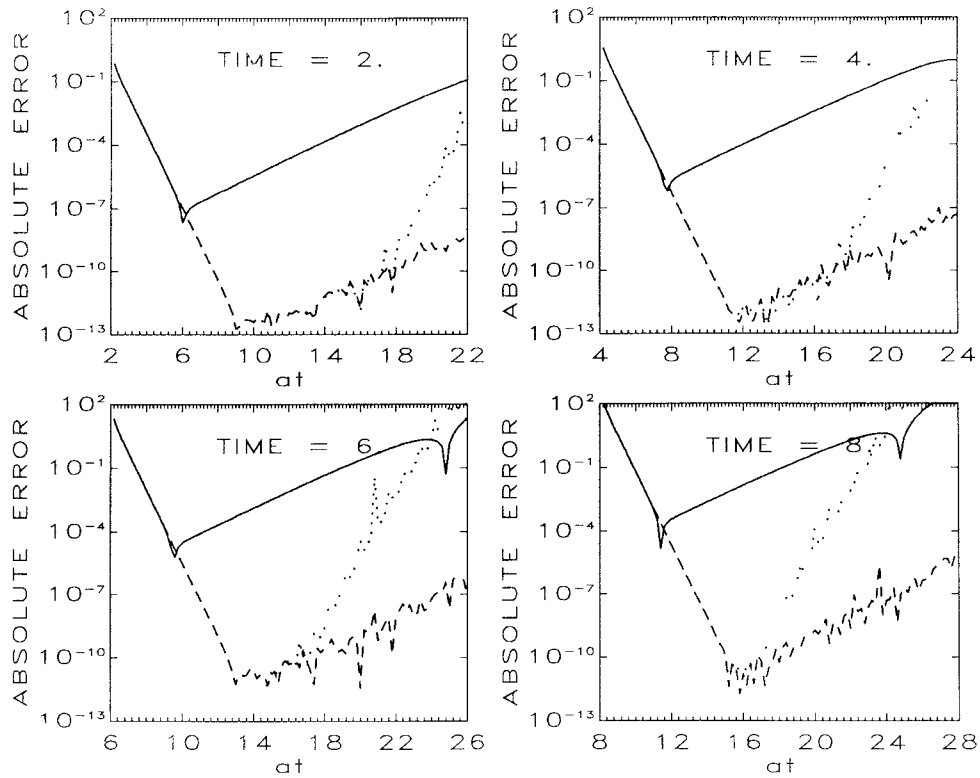 TIME = 2.
ABSOLUTE ERROR
10^2
10^-1
10^-4
10^-7
10^-10
10^-13
2 6 10 14 18 22
at
TIME = 4.
ABSOLUTE ERROR
10^2
10^-1
10^-4
10^-7
10^-10
10^-13
4 8 12 16 20 24
at
TIME = 6
ABSOLUTE ERROR
10^2
10^-1
10^-4
10^-7
10^-10
10^-13
6 10 14 18 22 26
at
TIME = 8
ABSOLUTE ERROR
10^2
10^-1
10^-4
10^-7
10^-10
10^-13
8 12 16 20 24 28
at